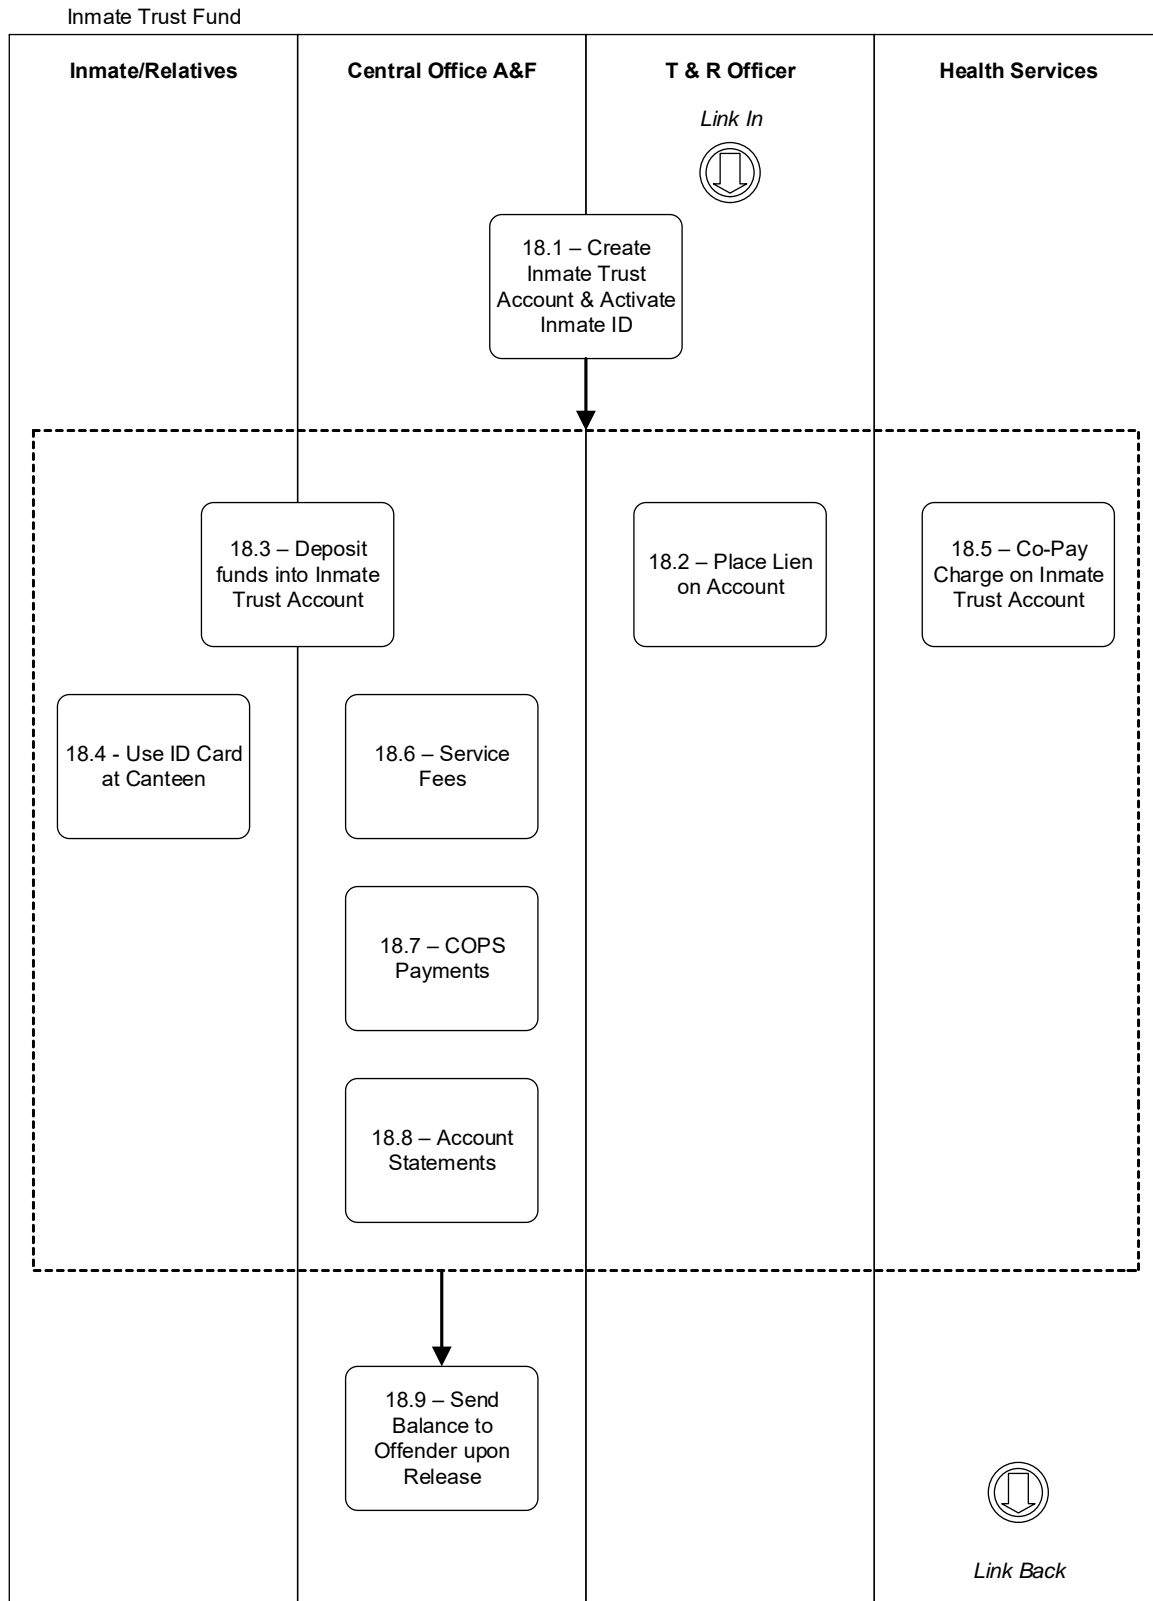 Inmate Trust Fund
Inmate/Relatives
Central Office A&F
T & R Officer
Health Services
Link In
18.1 – Create
Inmate Trust
Account & Activate
Inmate ID
18.3 – Deposit
funds into Inmate
Trust Account
18.2 – Place Lien
on Account
18.5 – Co-Pay
Charge on Inmate
Trust Account
18.4 - Use ID Card
at Canteen
18.6 – Service
Fees
18.7 – COPS
Payments
18.8 – Account
Statements
18.9 – Send
Balance to
Offender upon
Release
Link Back